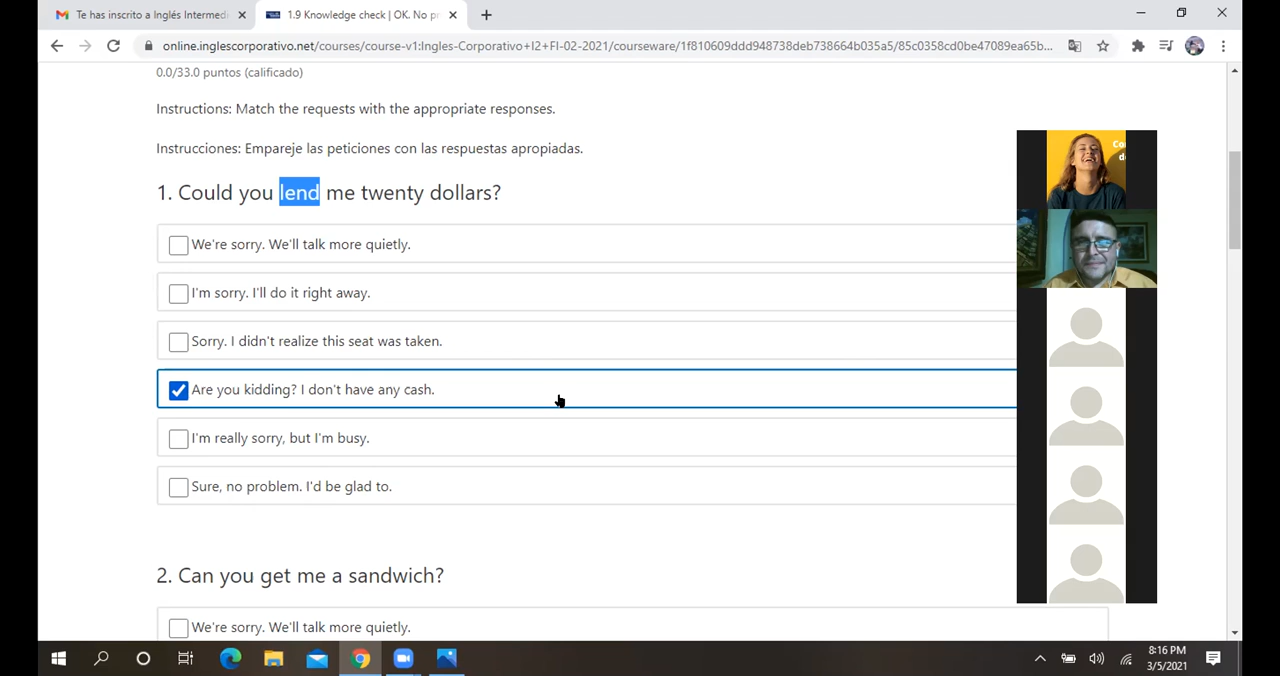 Te has inscrito a Inglés Intermedi
1.9 Knowledge check | OK. No pr
online.inglescorporativo.net/courses/course-v1:Ingles-Corporativo+I2+FI-02-2021/courseware/1f810609ddd948738deb738664b035a5/85c0358cd0be47089ea65b...
0.0/33.0 puntos (calificado)
Instructions: Match the requests with the appropriate responses.
Instrucciones: Empareje las peticiones con las respuestas apropiadas.
1. Could you lend me twenty dollars?
We're sorry. We'll talk more quietly.
I'm sorry. I'll do it right away.
Sorry. I didn't realize this seat was taken.
Are you kidding? I don't have any cash.
I'm really sorry, but I'm busy.
Sure, no problem. I'd be glad to.
2. Can you get me a sandwich?
We're sorry. We'll talk more quietly.
8:16 PM
3/5/2021